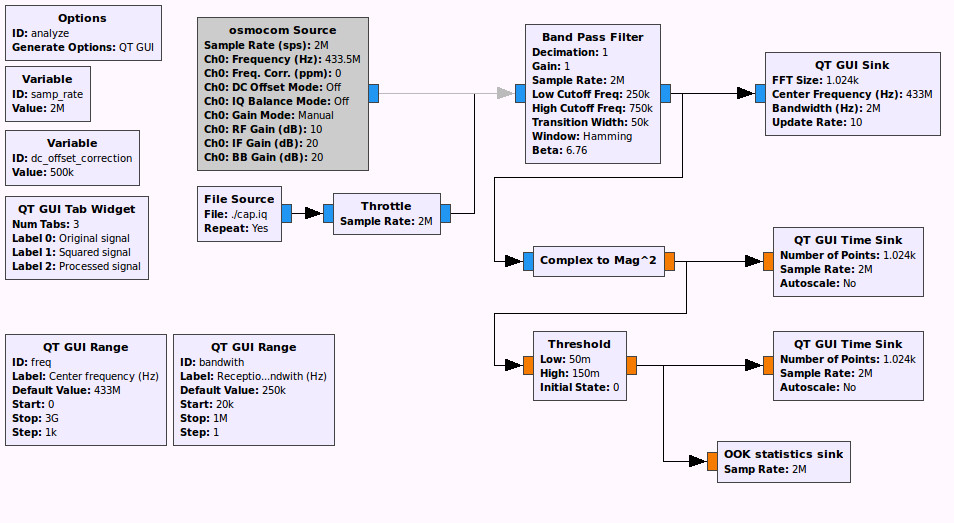 Options
ID: analyze
Generate Options: QT GUI
Variable
ID: samp_rate
Value: 2M
Variable
ID: dc_offset_correction
Value: 500k
QT GUI Tab Widget
Num Tabs: 3
Label 0: Original signal
Label 1: Squared signal
Label 2: Processed signal
QT GUI Range
ID: freq
Label: Center frequency (Hz)
Default Value: 433M
Start: 0
Stop: 3G
Step: 1k
QT GUI Range
ID: bandwith
Label: Receptio...ndwith (Hz)
Default Value: 250k
Start: 20k
Stop: 1M
Step: 1
osmocom Source
Sample Rate (sps): 2M
Ch0: Frequency (Hz): 433.5M
Ch0: Freq. Corr. (ppm): 0
Ch0: DC Offset Mode: Off
Ch0: IQ Balance Mode: Off
Ch0: Gain Mode: Manual
Ch0: RF Gain (dB): 10
Ch0: IF Gain (dB): 20
Ch0: BB Gain (dB): 20
File Source
File: ./cap.iq
Repeat: Yes
Throttle
Sample Rate: 2M
Band Pass Filter
Decimation: 1
Gain: 1
Sample Rate: 2M
Low Cutoff Freq: 250k
High Cutoff Freq: 750k
Transition Width: 50k
Window: Hamming
Beta: 6.76
QT GUI Sink
FFT Size: 1.024k
Center Frequency (Hz): 433M
Bandwidth (Hz): 2M
Update Rate: 10
Complex to Mag^2
QT GUI Time Sink
Number of Points: 1.024k
Sample Rate: 2M
Autoscale: No
Threshold
Low: 50m
High: 150m
Initial State: 0
QT GUI Time Sink
Number of Points: 1.024k
Sample Rate: 2M
Autoscale: No
OOK statistics sink
Samp Rate: 2M